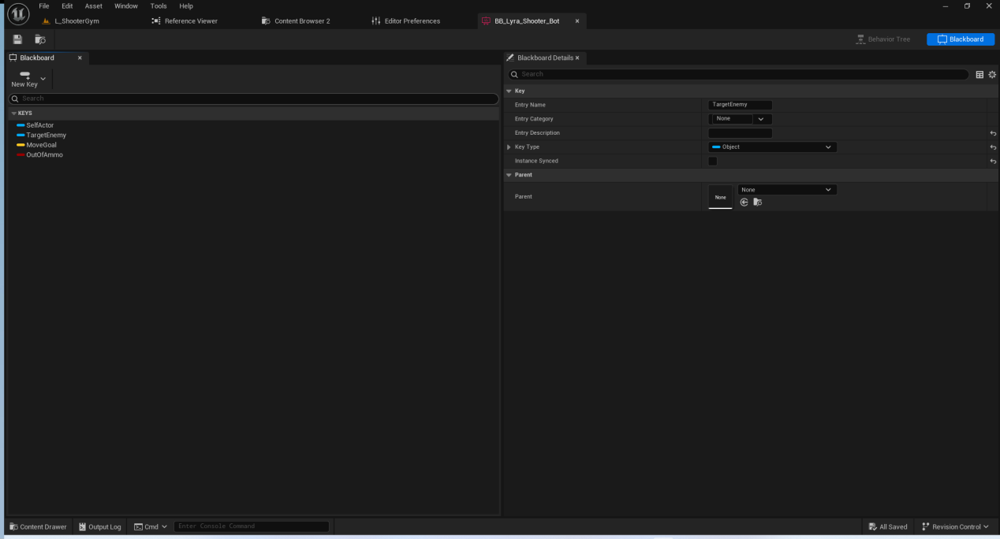 File Edit Asset Window Tools Help
L_ShooterGym Reference Viewer Content Browser 2 Editor Preferences BB_Lyra_Shooter_Bot
Behavior Tree Blackboard
Blackboard
New Key
Search
KEYS
SelfActor
TargetEnemy
MoveGoal
OutOfAmmo
Blackboard Details
Search
Key
Entry Name TargetEnemy
Entry Category None
Entry Description
Key Type Object
Instance Synced
Parent
Parent None None
Content Drawer Output Log Cmd Enter Console Command All Saved Revision Control